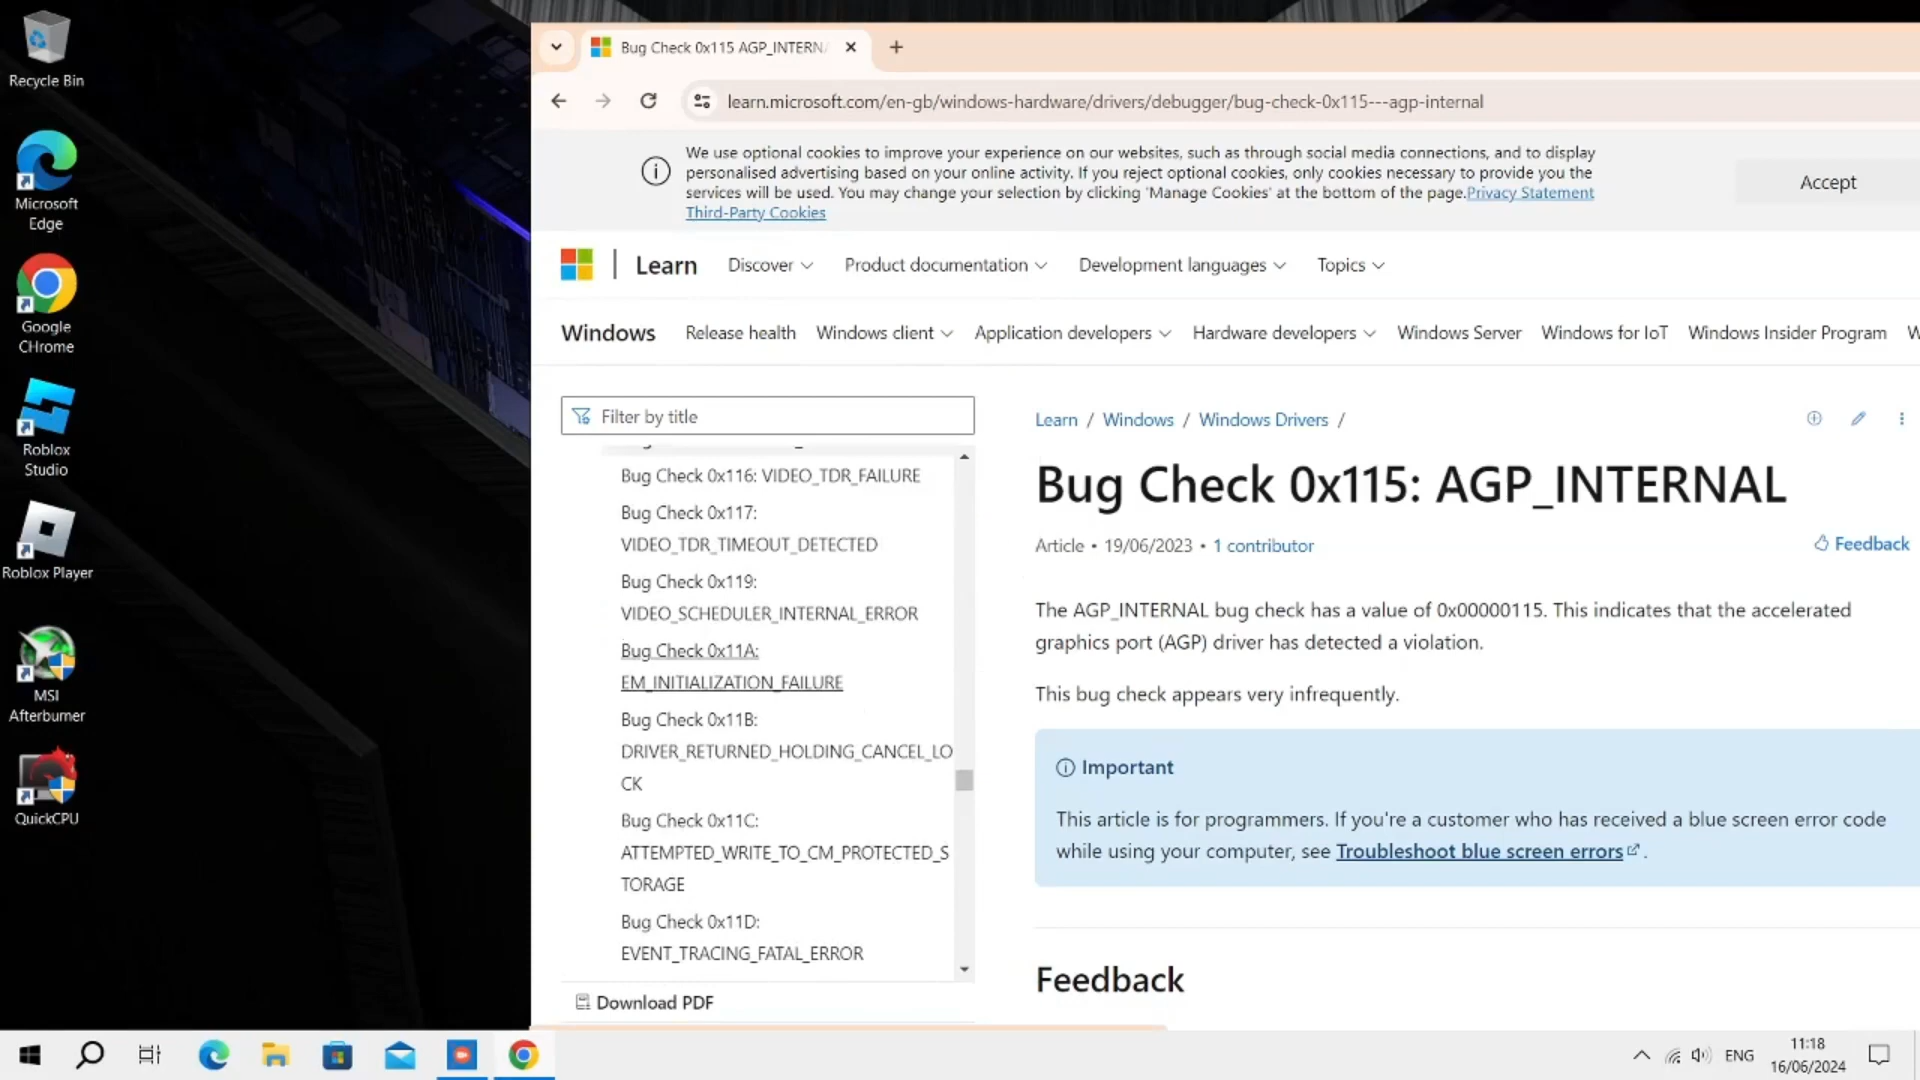 Recycle Bin
Microsoft
Edge
Google
CHrome
Roblox
Studio
Roblox Player
MSI
Afterburner
QuickCPU
Bug Check 0x115 AGP_INTERN
learn.microsoft.com/en-gb/windows-hardware/drivers/debugger/bug-check-0x115---agp-internal
We use optional cookies to improve your experience on our websites, such as through social media connections, and to display
personalised advertising based on your online activity. If you reject optional cookies, only cookies necessary to provide you the
services will be used. You may change your selection by clicking 'Manage Cookies' at the bottom of the page.Privacy Statement
Third-Party Cookies
Accept
Learn Discover Product documentation Development languages Topics
Windows Release health Windows client Application developers Hardware developers Windows Server Windows for IoT Windows Insider Program W
Filter by title
Bug Check 0x116: VIDEO_TDR_FAILURE
Bug Check 0x117:
VIDEO_TDR_TIMEOUT_DETECTED
Bug Check 0x119:
VIDEO_SCHEDULER_INTERNAL_ERROR
Bug Check 0x11A:
EM_INITIALIZATION_FAILURE
Bug Check 0x11B:
DRIVER_RETURNED_HOLDING_CANCEL_LO
CK
Bug Check 0x11C:
ATTEMPTED_WRITE_TO_CM_PROTECTED_S
TORAGE
Bug Check 0x11D:
EVENT_TRACING_FATAL_ERROR
Download PDF
Learn / Windows / Windows Drivers /
Bug Check 0x115: AGP_INTERNAL
Article • 19/06/2023 • 1 contributor
Feedback
The AGP_INTERNAL bug check has a value of 0x00000115. This indicates that the accelerated
graphics port (AGP) driver has detected a violation.
This bug check appears very infrequently.
Important
This article is for programmers. If you're a customer who has received a blue screen error code
while using your computer, see Troubleshoot blue screen errors .
Feedback
ENG
11:18
16/06/2024